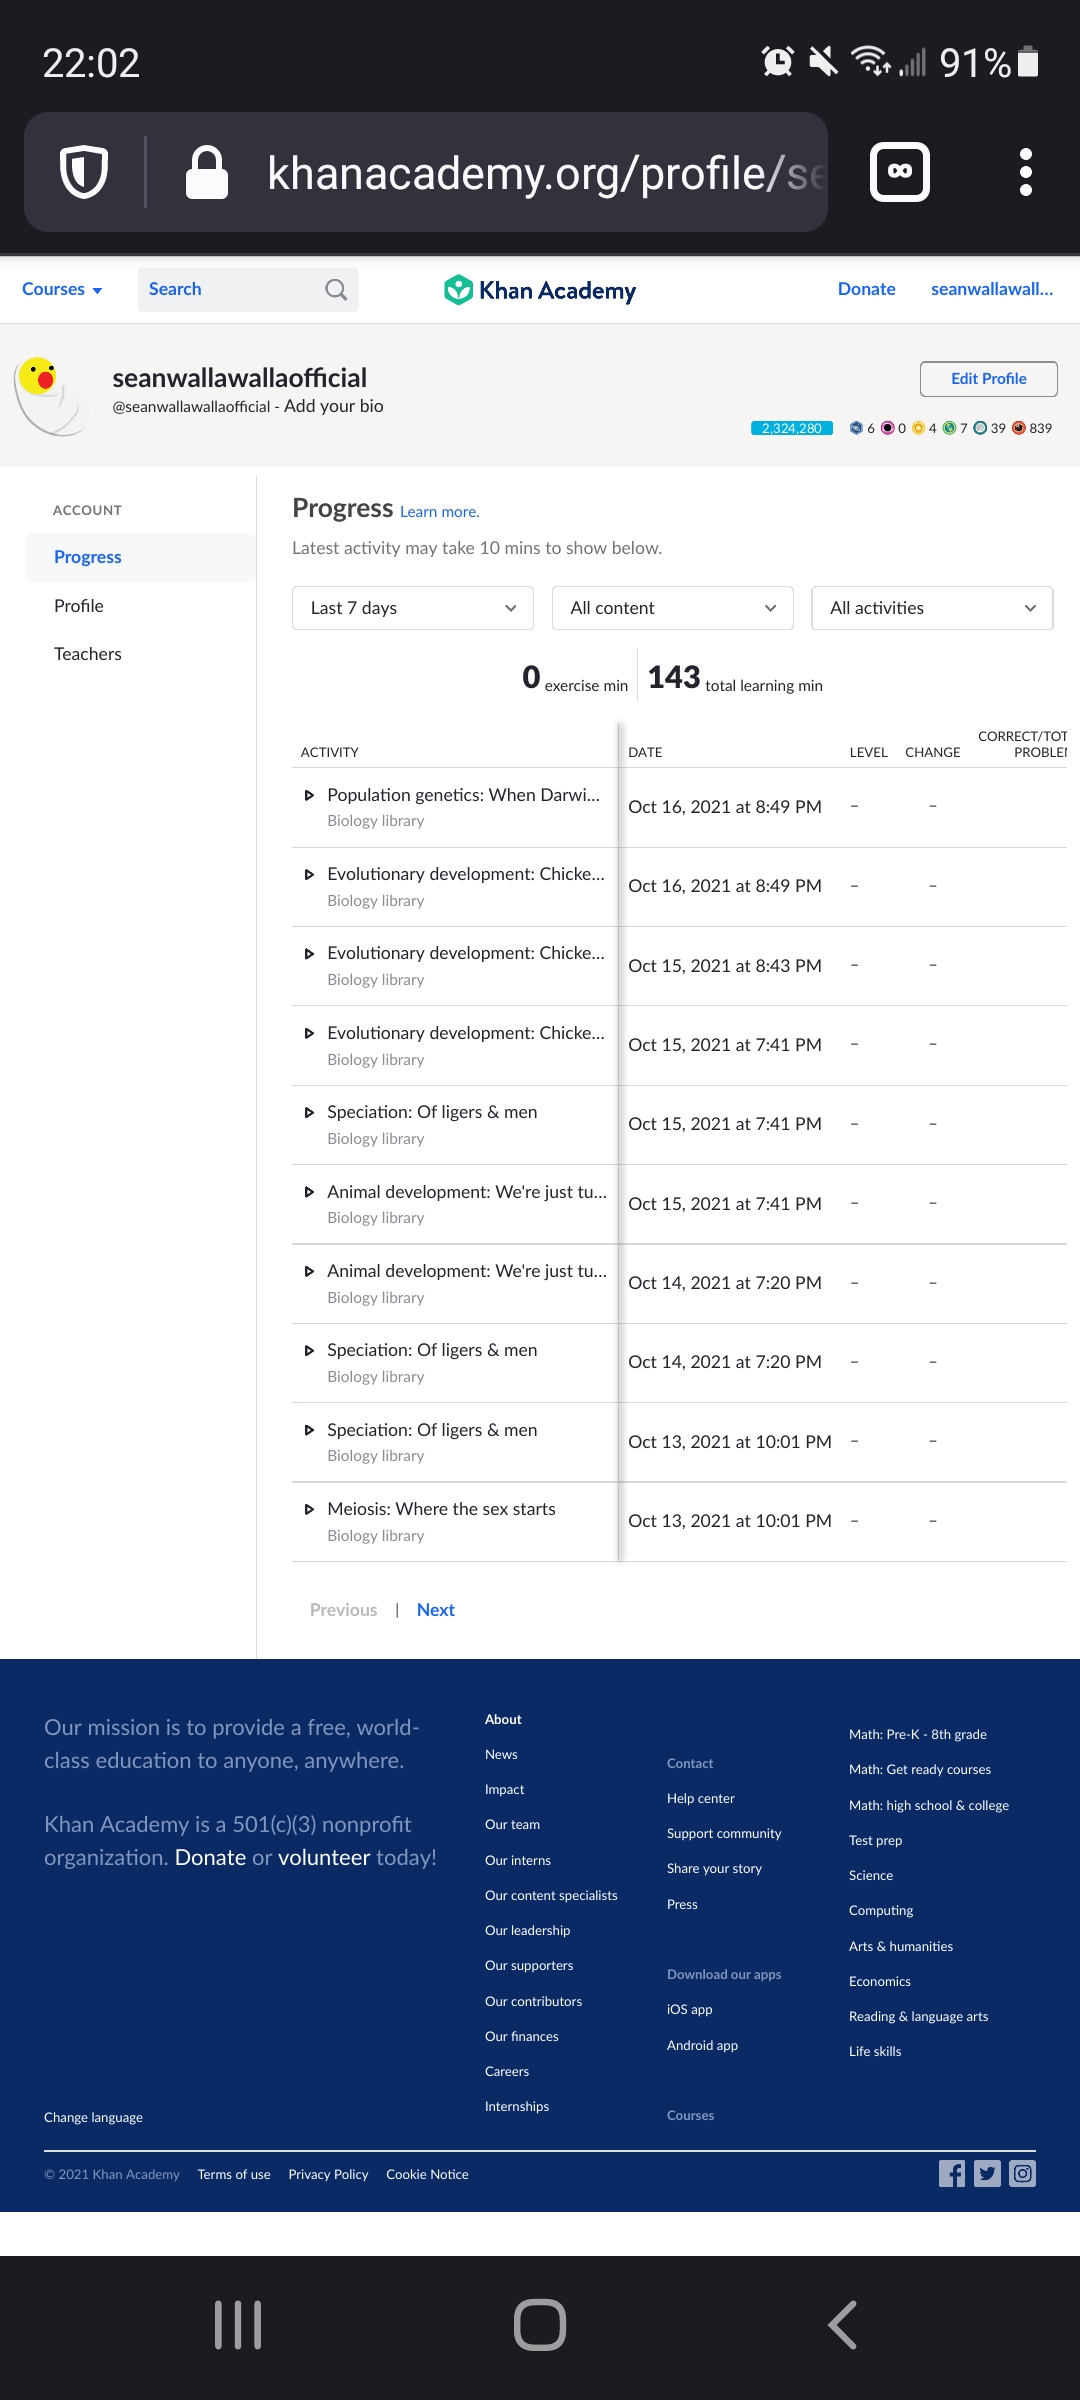 22:02
91%
khanacademy.org/profile/se
Courses
Search
Khan Academy
Donate
seanwallawall...
seanwallawallaofficial
@seanwallawallaofficial - Add your bio
Edit Profile
2,324,280
6 0 4 7 39 839
ACCOUNT
Progress
Profile
Teachers
Progress Learn more.
Latest activity may take 10 mins to show below.
Last 7 days
All content
All activities
0 exercise min
143 total learning min
ACTIVITY DATE LEVEL CHANGE CORRECT/TOT
PROBLE
Population genetics: When Darwi...
Biology library
Oct 16, 2021 at 8:49 PM – –
Evolutionary development: Chicke...
Biology library
Oct 16, 2021 at 8:49 PM – –
Evolutionary development: Chicke...
Biology library
Oct 15, 2021 at 8:43 PM – –
Evolutionary development: Chicke...
Biology library
Oct 15, 2021 at 7:41 PM – –
Speciation: Of ligers & men
Biology library
Oct 15, 2021 at 7:41 PM – –
Animal development: We're just tu...
Biology library
Oct 15, 2021 at 7:41 PM – –
Animal development: We're just tu...
Biology library
Oct 14, 2021 at 7:20 PM – –
Speciation: Of ligers & men
Biology library
Oct 14, 2021 at 7:20 PM – –
Speciation: Of ligers & men
Biology library
Oct 13, 2021 at 10:01 PM – –
Meiosis: Where the sex starts
Biology library
Oct 13, 2021 at 10:01 PM – –
Previous | Next
Our mission is to provide a free, world-
class education to anyone, anywhere.
Khan Academy is a 501(c)(3) nonprofit
organization. Donate or volunteer today!
Change language
About
News
Impact
Our team
Our interns
Our content specialists
Our leadership
Our supporters
Our contributors
Our finances
Careers
Internships
Contact
Help center
Support community
Share your story
Press
Download our apps
iOS app
Android app
Courses
Math: Pre-K - 8th grade
Math: Get ready courses
Math: high school & college
Test prep
Science
Computing
Arts & humanities
Economics
Reading & language arts
Life skills
© 2021 Khan Academy Terms of use Privacy Policy Cookie Notice